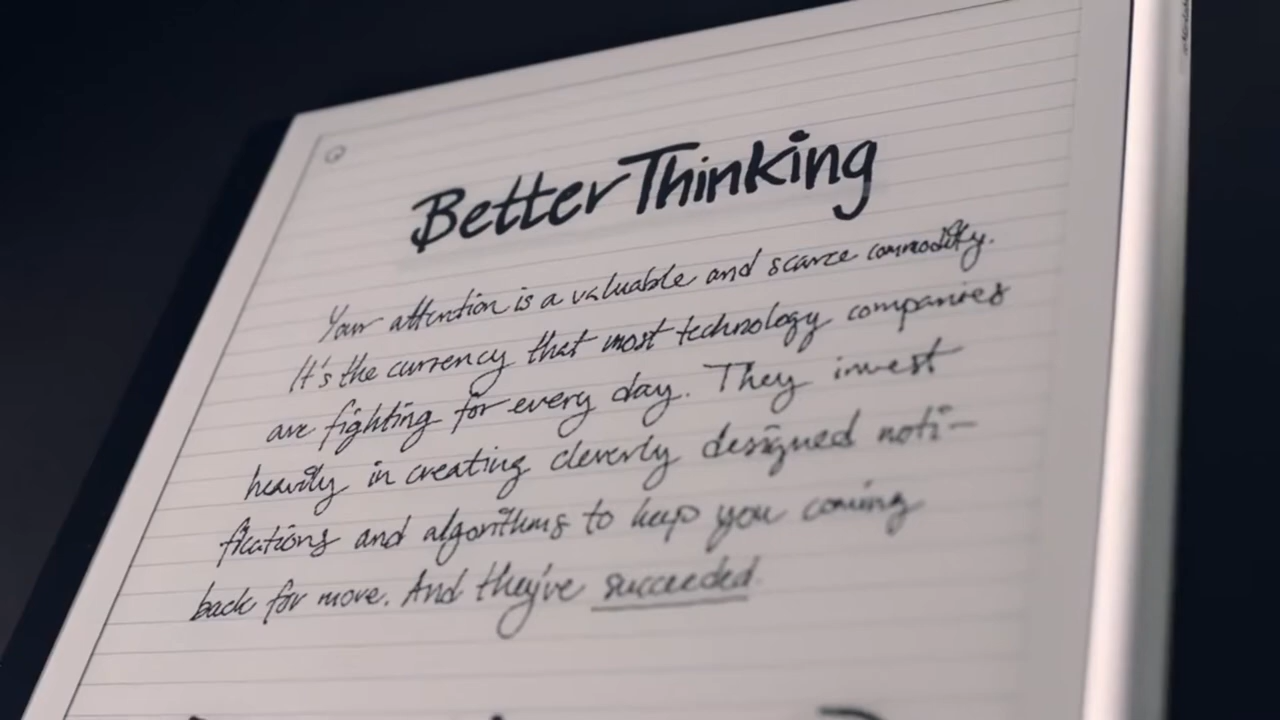 Better Thinking
Your attention is a valuable and scarce commodity.
It's the currency that most technology companies
are fighting for every day. They invest
heavily in creating cleverly designed noti-
fications and algorithms to keep you coming
back for more. And they've succeeded.